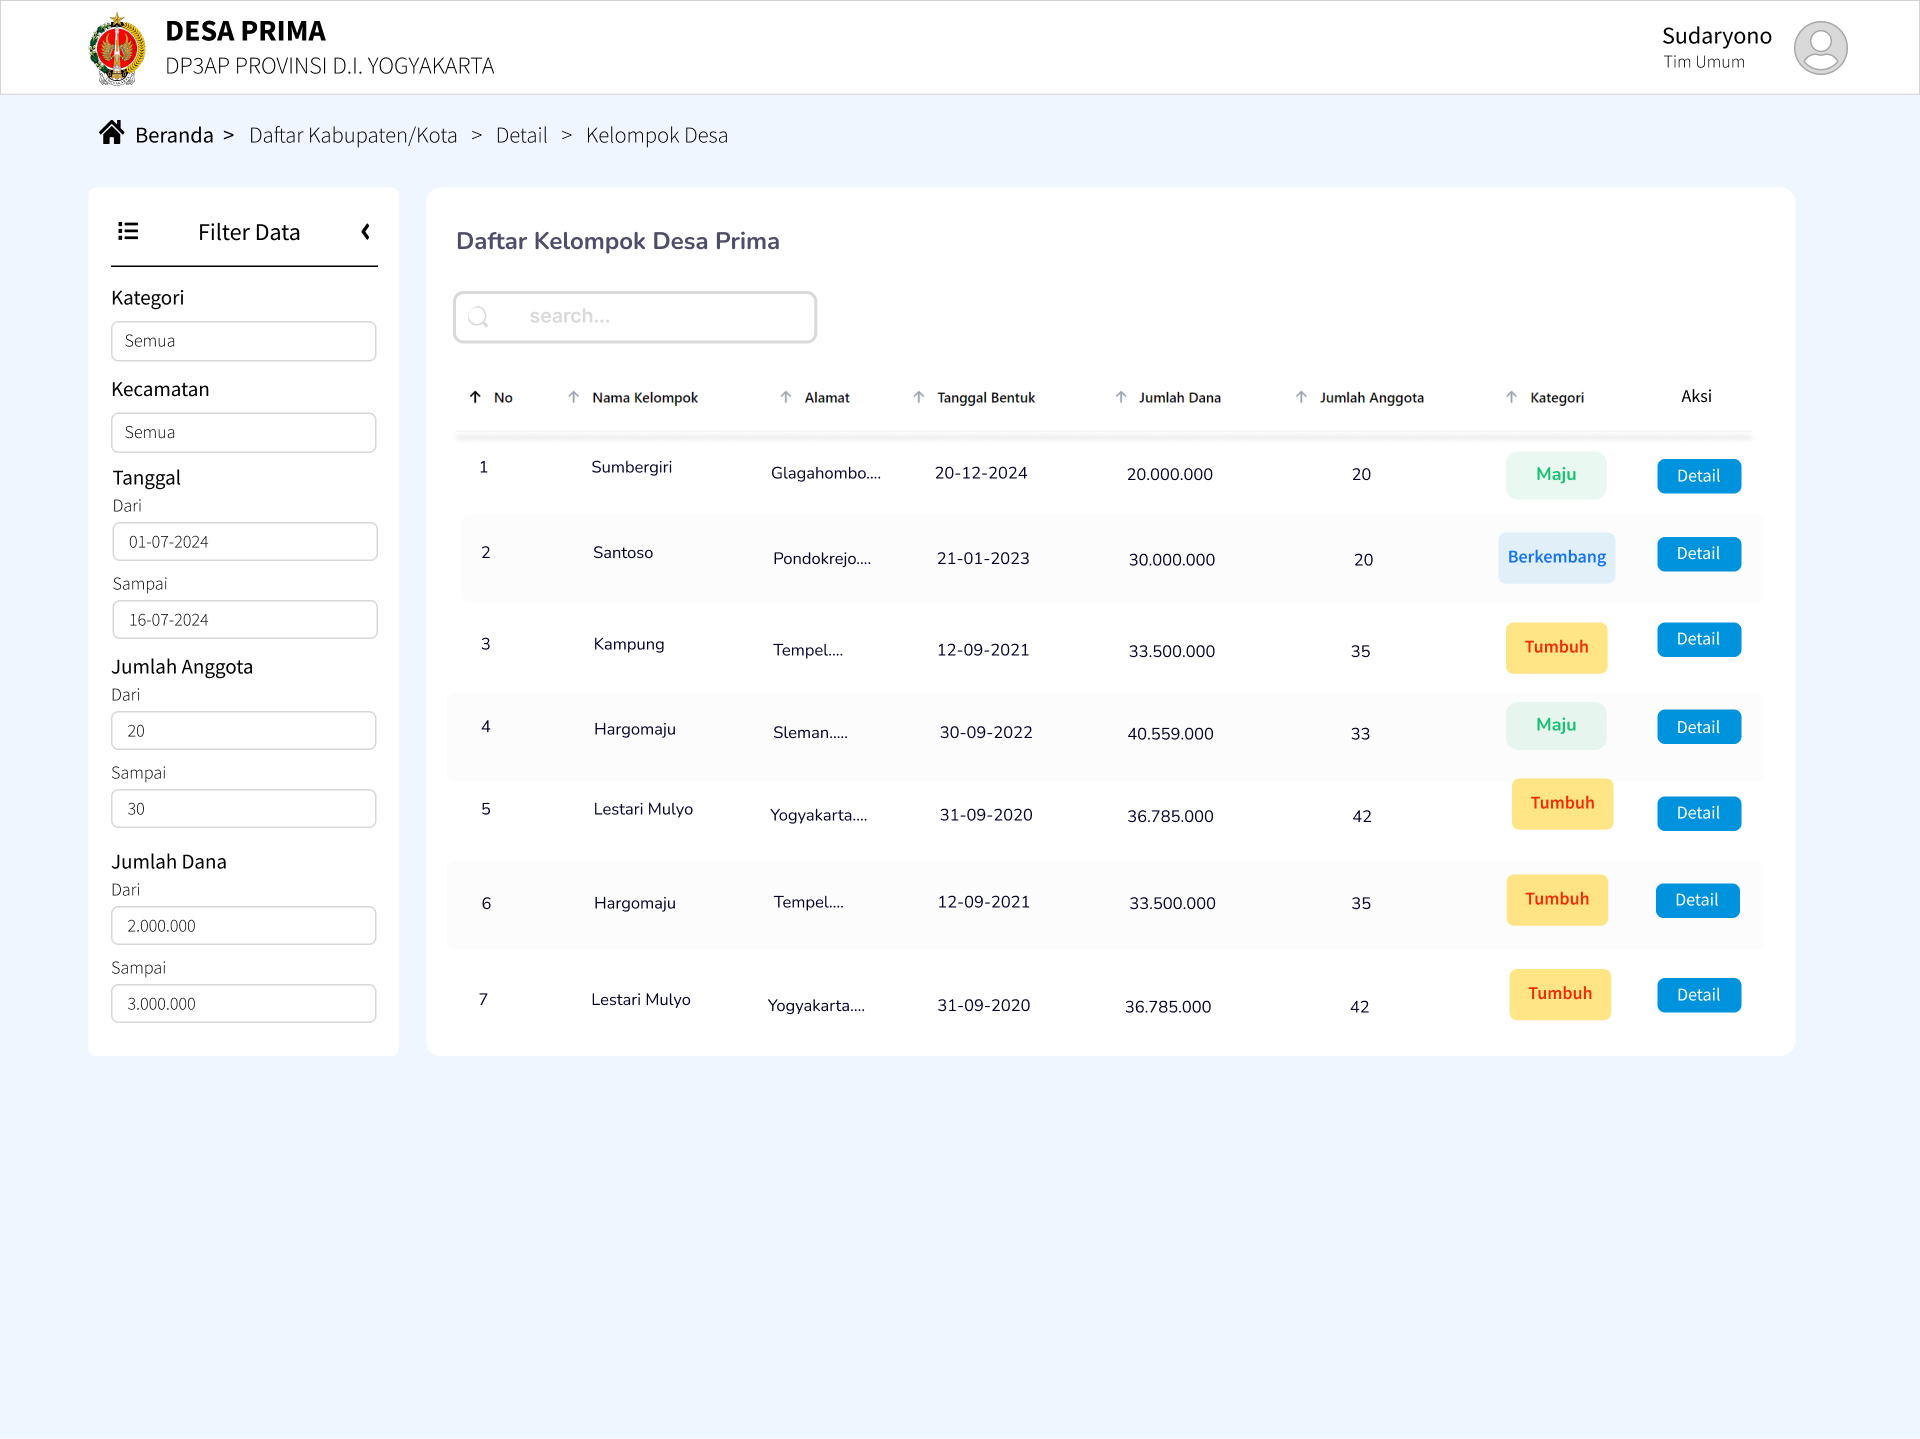 DESA PRIMA
DP3AP PROVINSI D.I. YOGYAKARTA
Sudaryono
Tim Umum
Beranda > Daftar Kabupaten/Kota > Detail > Kelompok Desa
Filter Data
Kategori
Semua
Kecamatan
Semua
Tanggal
Dari
01-07-2024
Sampai
16-07-2024
Jumlah Anggota
Dari
20
Sampai
30
Jumlah Dana
Dari
2.000.000
Sampai
3.000.000
Daftar Kelompok Desa Prima
search...
No Nama Kelompok Alamat Tanggal Bentuk Jumlah Dana Jumlah Anggota Kategori Aksi
1 Sumbergiri Glagahombo.... 20-12-2024 20.000.000 20 Maju Detail
2 Santoso Pondokrejo.... 21-01-2023 30.000.000 20 Berkembang Detail
3 Kampung Tempel.... 12-09-2021 33.500.000 35 Tumbuh Detail
4 Hargomaju Sleman..... 30-09-2022 40.559.000 33 Maju Detail
5 Lestari Mulyo Yogyakarta.... 31-09-2020 36.785.000 42 Tumbuh Detail
6 Hargomaju Tempel.... 12-09-2021 33.500.000 35 Tumbuh Detail
7 Lestari Mulyo Yogyakarta.... 31-09-2020 36.785.000 42 Tumbuh Detail